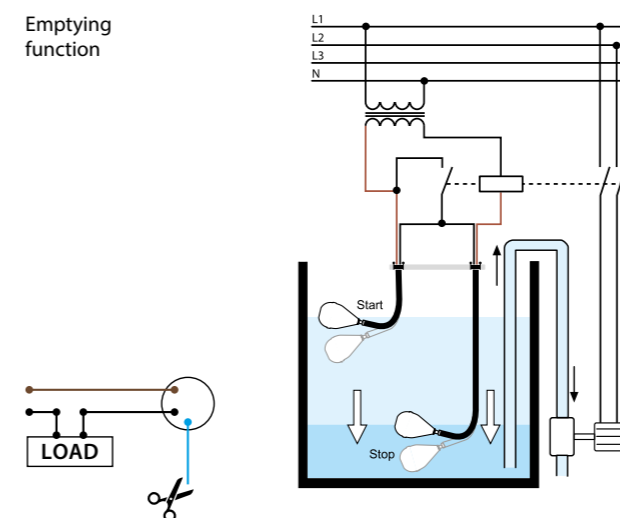 Emptying
function
L1
L2
L3
N
Start
Stop
LOAD